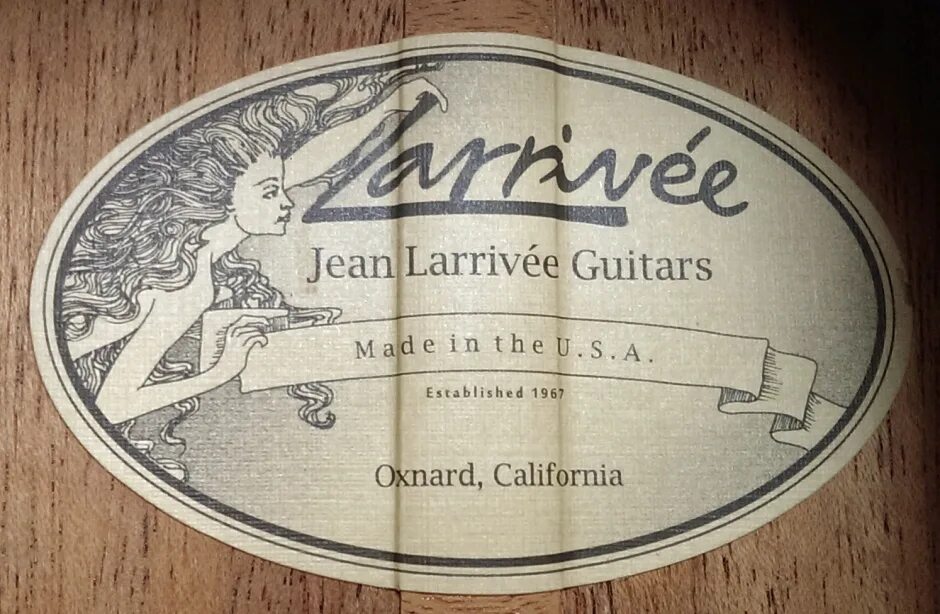 Larrivée
Jean Larrivée Guitars
Made in the U.S.A.
Established 1967
Oxnard, California